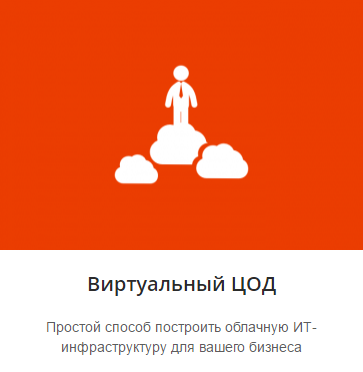 Виртуальный ЦОД
Простой способ построить облачную ИТ-
инфраструктуру для вашего бизнеса